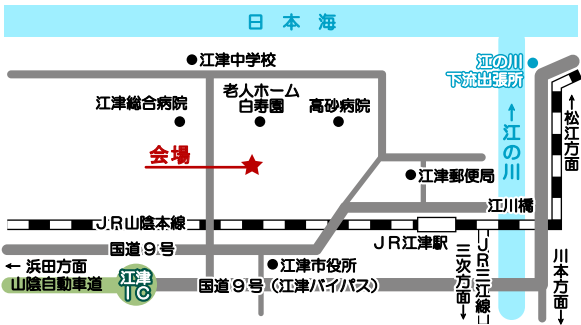 日本海
江津中学校
江の川
下流出張所
老人ホーム
白寿園
江津総合病院
高砂病院
↑松江方面
←江の川
会場
江津郵便局
江川橋
JR山陰本線
国道9号
JR江津駅
←浜田方面
江津市役所
山陰自動車道
江津
IC
国道9号(江津バイパス)
三次方面↓
JR三江線
川本方面↓